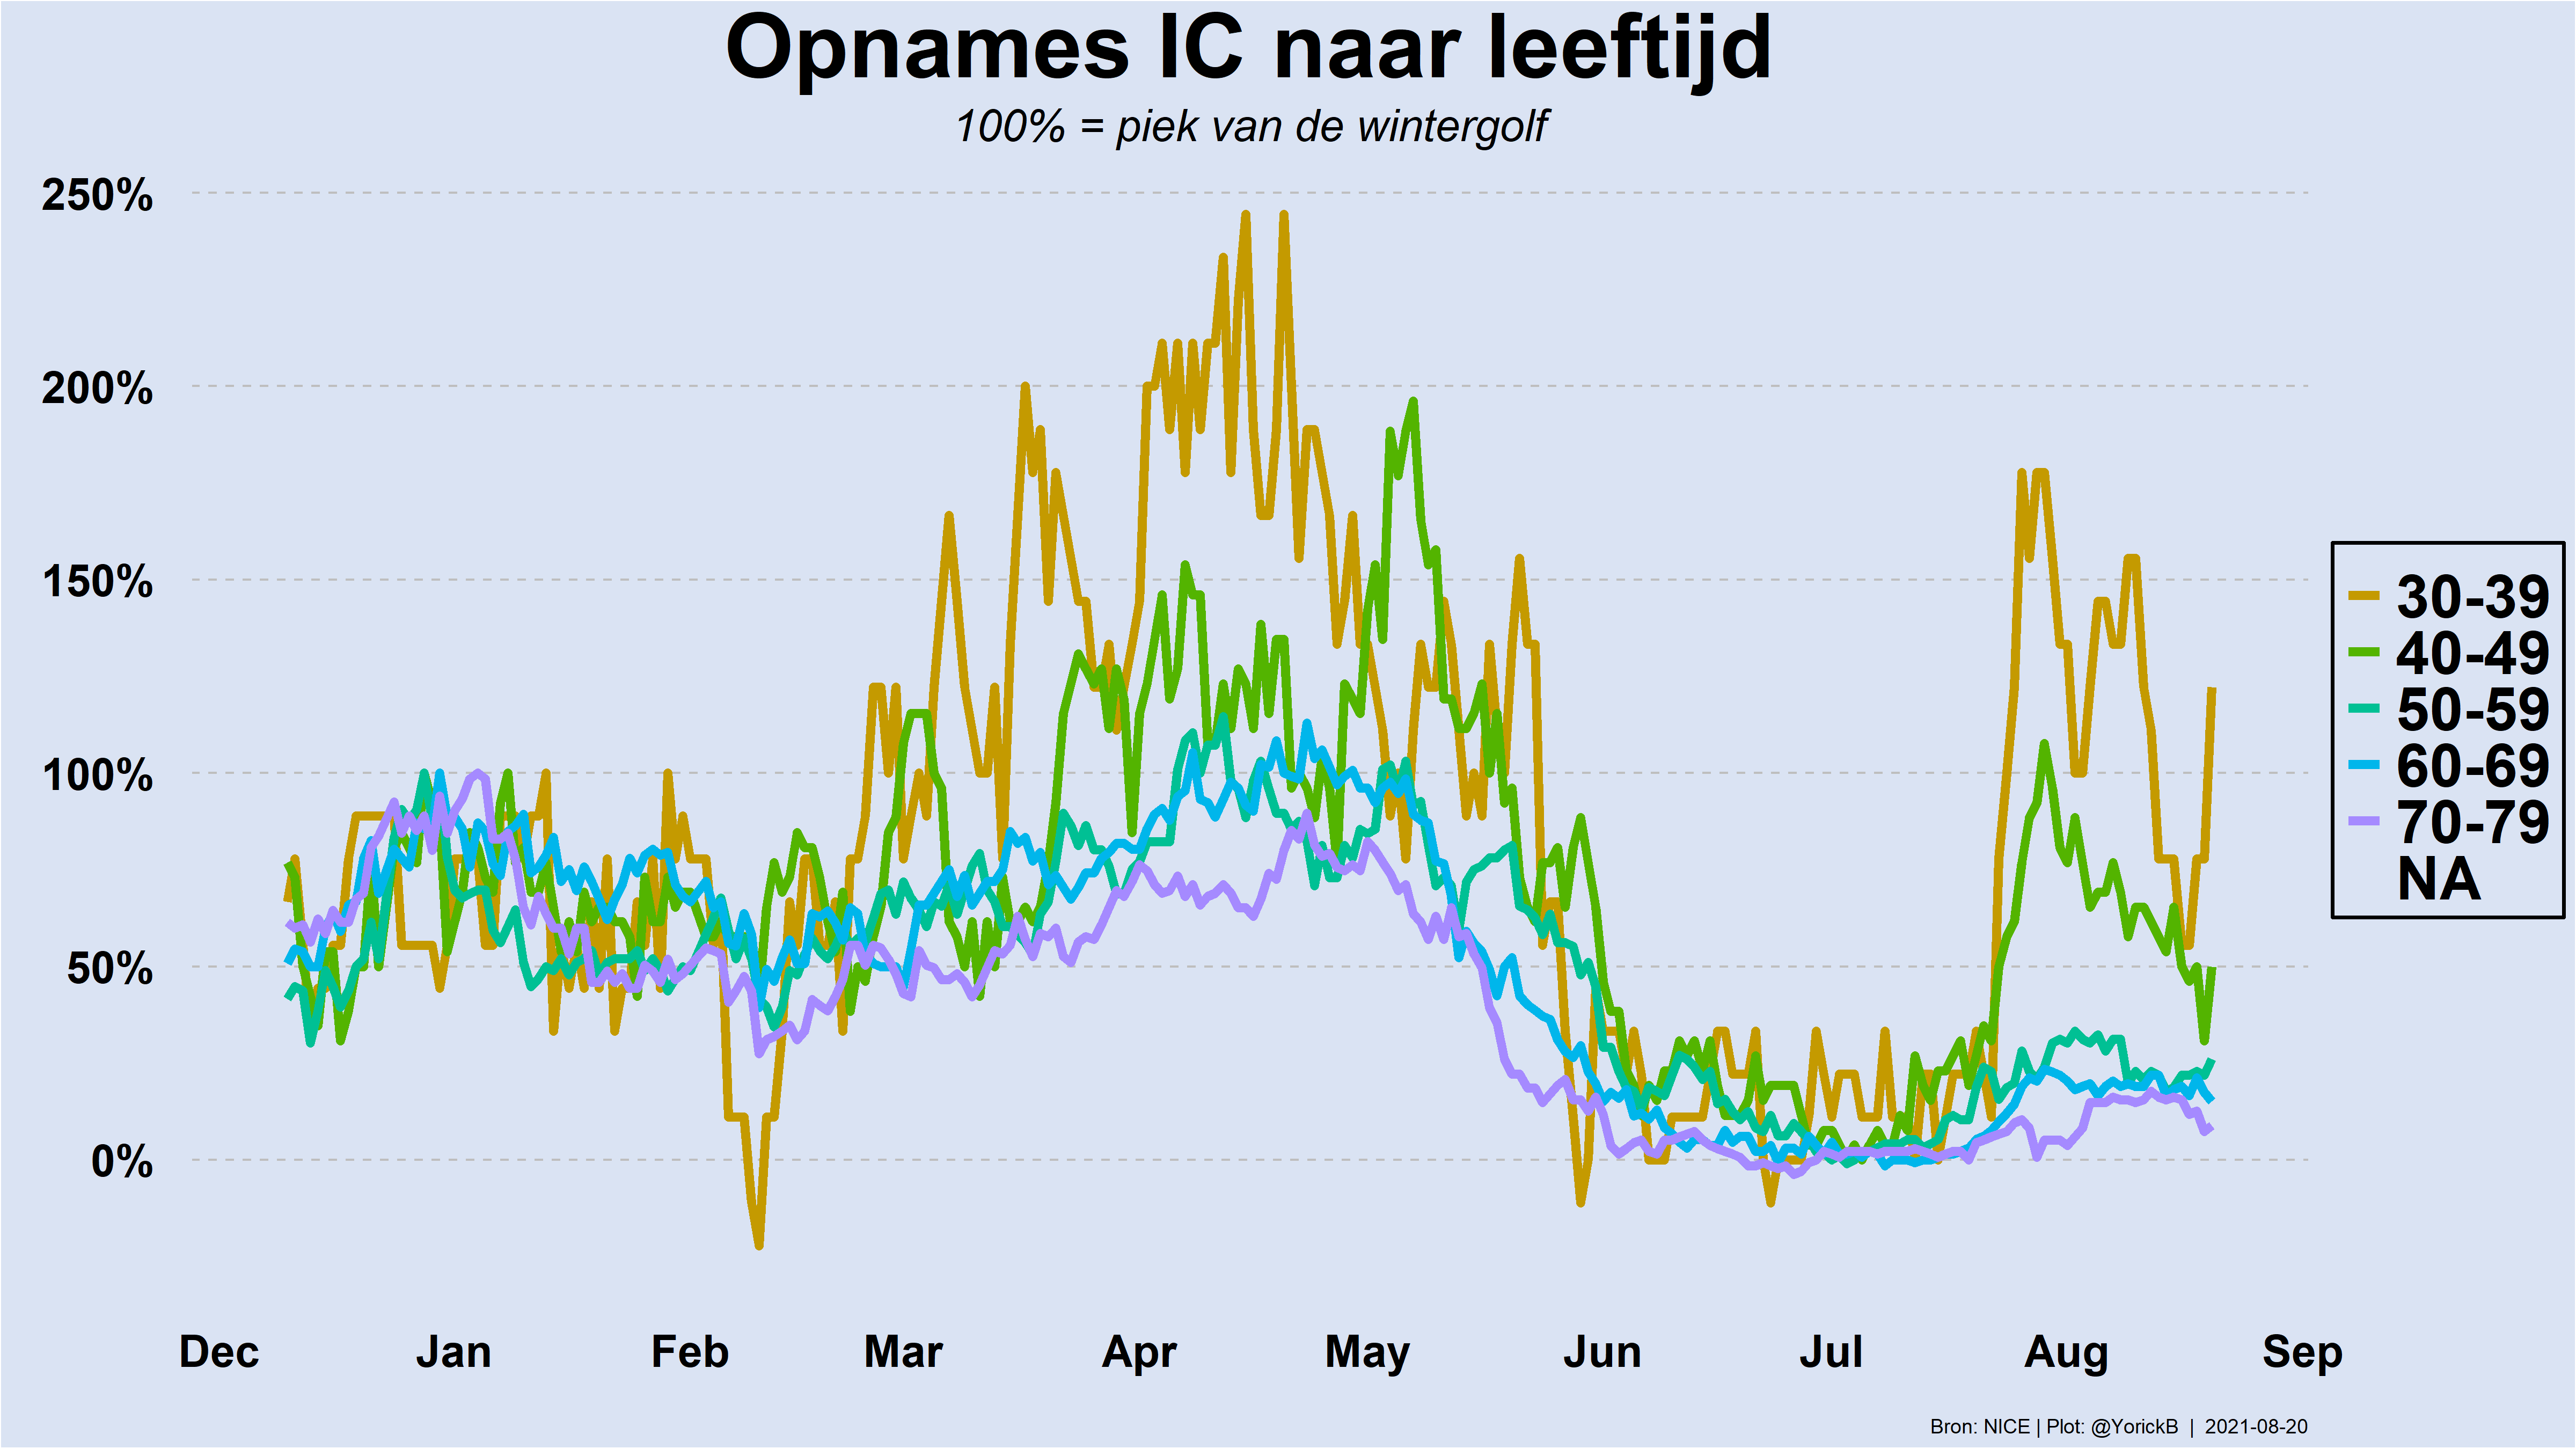 Opnames IC naar leeftijd
100% = piek van de wintergolf
250%
200%
150%
100%
50%
0%
30-39
40-49
50-59
60-69
70-79
NA
Dec Jan Feb Mar Apr May Jun Jul Aug Sep
Bron: NICE | Plot: @YorickB | 2021-08-20